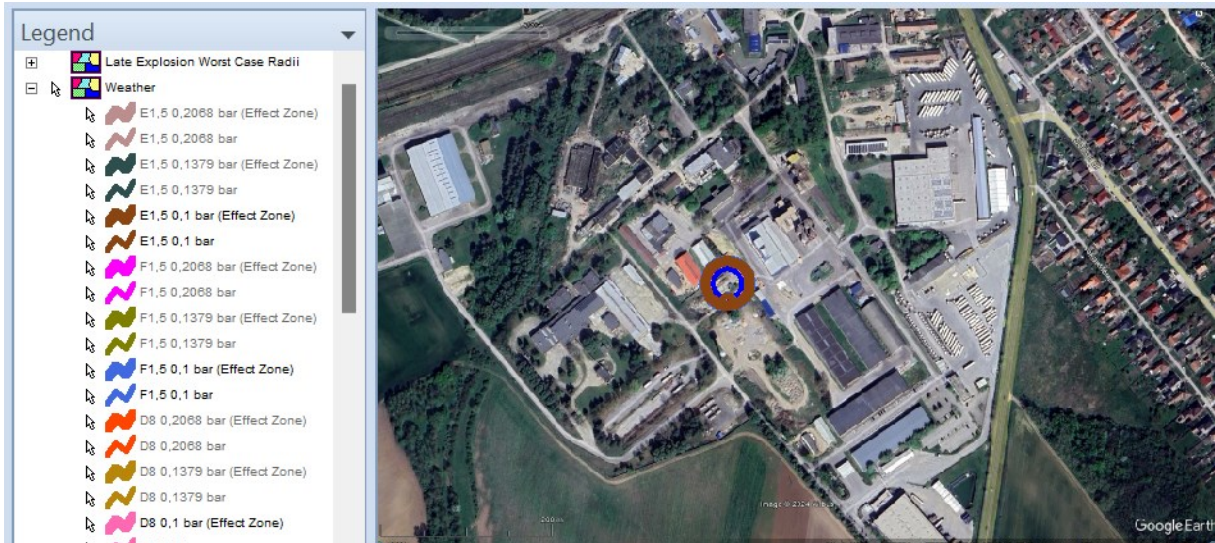 Legend
Late Explosion Worst Case Radii
Weather
E1,5 0,2068 bar (Effect Zone)
E1,5 0,2068 bar
E1,5 0,1379 bar (Effect Zone)
E1,5 0,1379 bar
E1,5 0,1 bar (Effect Zone)
E1,5 0,1 bar
F1,5 0,2068 bar (Effect Zone)
F1,5 0,2068 bar
F1,5 0,1379 bar (Effect Zone)
F1,5 0,1379 bar
F1,5 0,1 bar (Effect Zone)
F1,5 0,1 bar
D8 0,2068 bar (Effect Zone)
D8 0,2068 bar
D8 0,1379 bar (Effect Zone)
D8 0,1379 bar
D8 0,1 bar (Effect Zone)
Image © 2024
200 m
Google Earth